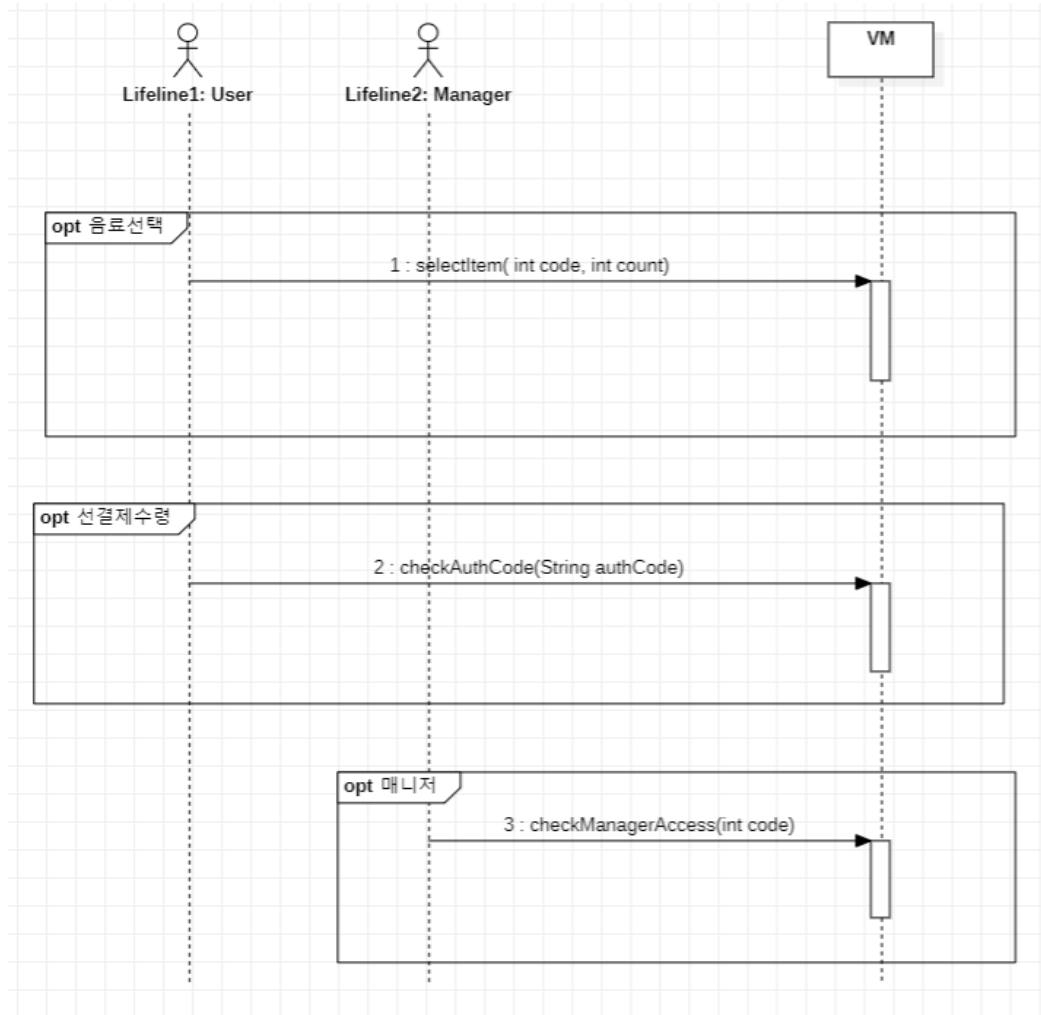 Lifeline1: User
Lifeline2: Manager
VM
opt 음료선택
1 : selectItem( int code, int count)
opt 선결제수령
2 : checkAuthCode(String authCode)
opt 매니저
3 : checkManagerAccess(int code)